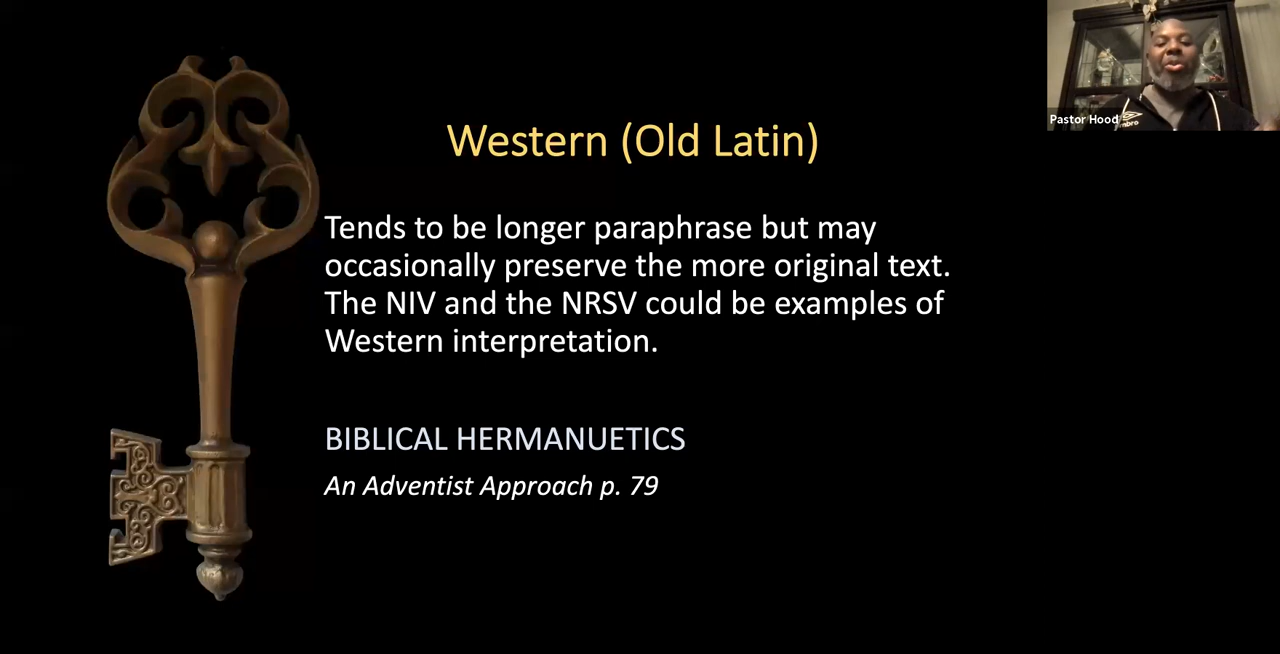 Western (Old Latin)
Tends to be longer paraphrase but may
occasionally preserve the more original text.
The NIV and the NRSV could be examples of
Western interpretation.
BIBLICAL HERMANUETICS
An Adventist Approach p. 79
Pastor Hood